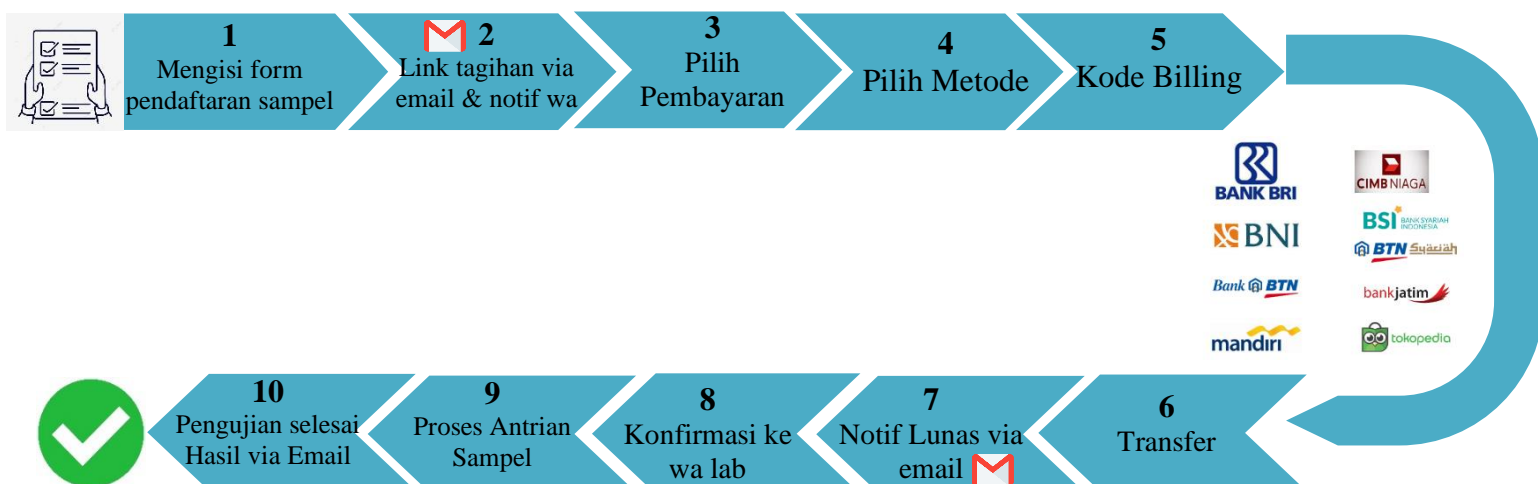 1
Mengisi form
pendaftaran sampel
2
Link tagihan via
email & notif wa
3
Pilih
Pembayaran
4
Pilih Metode
5
Kode Billing
BANK BRI
CIMB NIAGA
BNI
BSI BANK SYARIAH
INDONESIA
BTN Syariah
Bank BTN
bankjatim
mandiri
tokopedia
6
Transfer
7
Notif Lunas via
email
8
Konfirmasi ke
wa lab
9
Proses Antrian
Sampel
10
Pengujian selesai
Hasil via Email